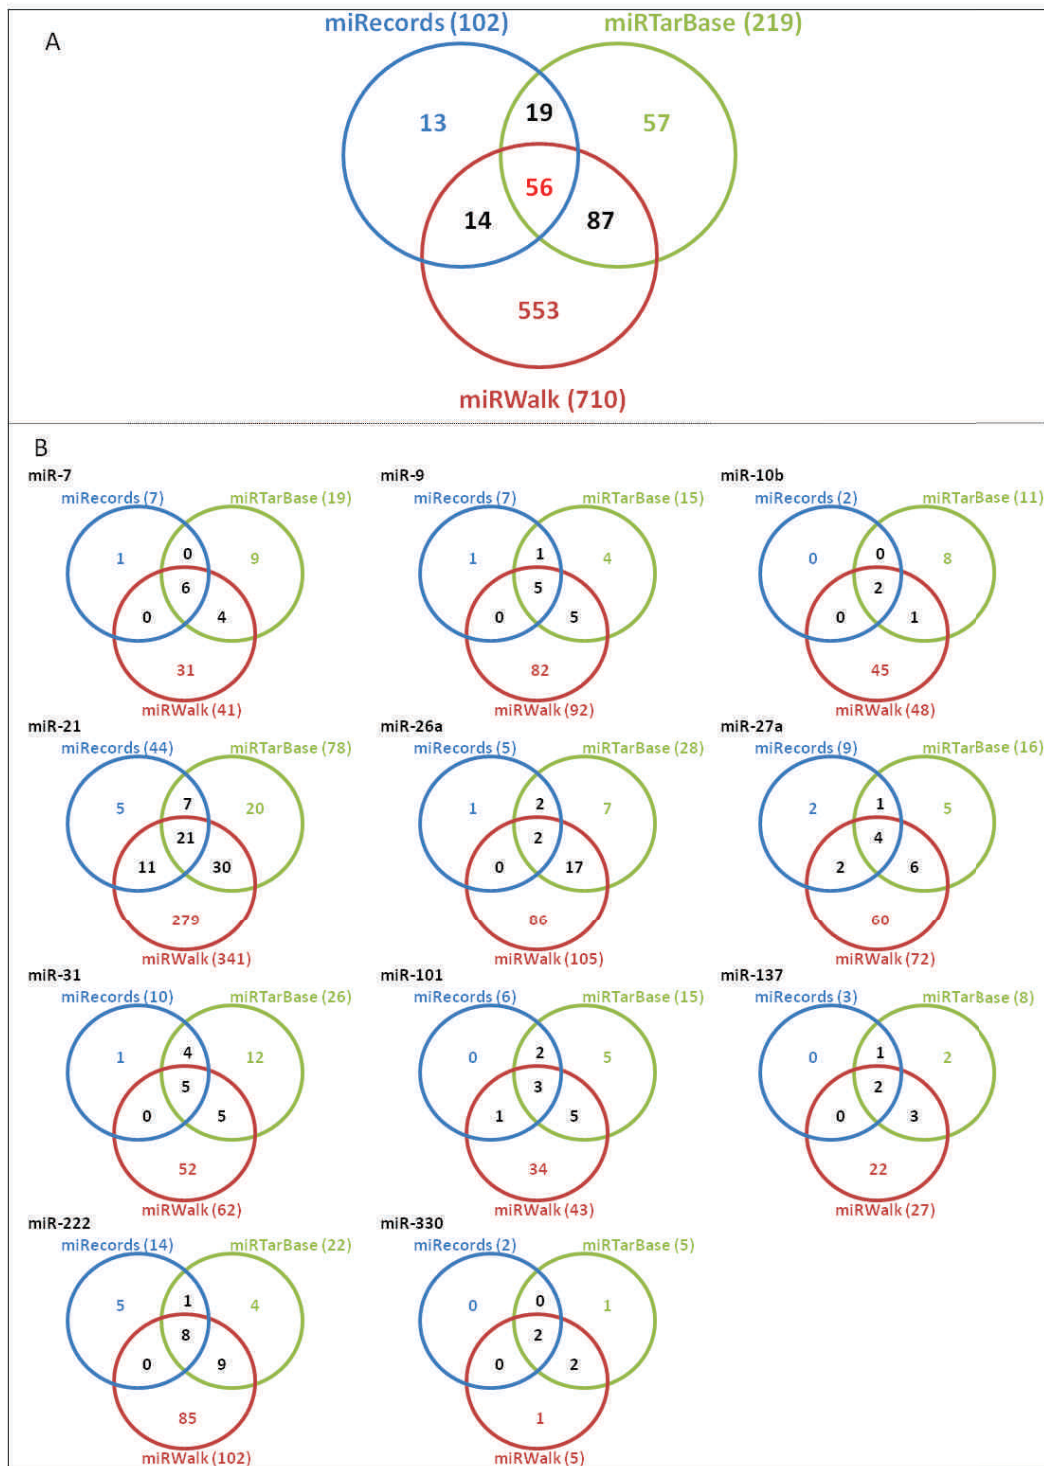 A
miRecords (102) miRTarBase (219)
13 19 57
56
14 87
553
miRWalk (710)
B
miR-7 miR-9 miR-10b
miRecords (7) miRTarBase (19) miRecords (7) miRTarBase (15) miRecords (2) miRTarBase (11)
1 0 9 1 1 4 0 0 8
6 5 2
0 4 0 5 0 1
31 82 45
miRWalk (41) miRWalk (92) miRWalk (48)
miR-21 miR-26a miR-27a
miRecords (44) miRTarBase (78) miRecords (5) miRTarBase (28) miRecords (9) miRTarBase (16)
5 7 20 1 2 7 2 1 5
21 2 4
11 30 0 17 2 6
279 86 60
miRWalk (341) miRWalk (105) miRWalk (72)
miR-31 miR-101 miR-137
miRecords (10) miRTarBase (26) miRecords (6) miRTarBase (15) miRecords (3) miRTarBase (8)
1 4 12 0 2 5 0 1 2
5 3 2
0 5 1 5 0 3
52 34 22
miRWalk (62) miRWalk (43) miRWalk (27)
miR-222 miR-330
miRecords (14) miRTarBase (22) miRecords (2) miRTarBase (5)
5 1 4 0 0 1
8 2
0 9 0 2
85 1
miRWalk (102) miRWalk (5)